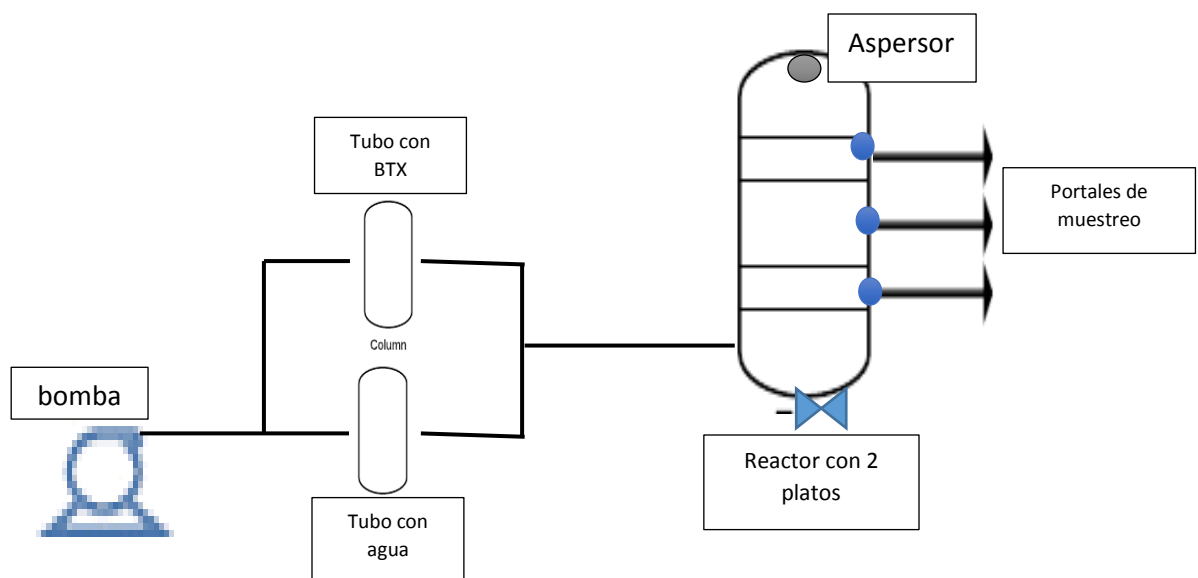 Aspersor
Tubo con
BTX
Portales de
muestreo
Column
bomba
Reactor con 2
platos
Tubo con
agua